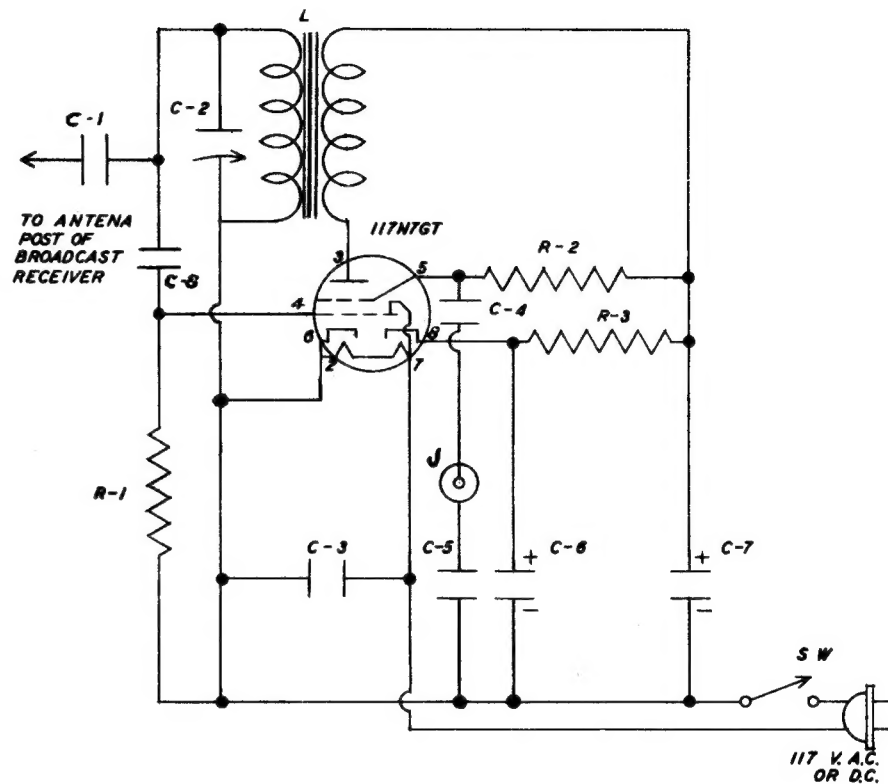 L
C-1
C-2
TO ANTENA
POST OF
BROADCAST
RECEIVER
C-8
117N7GT
3
5
4
6
2
7
8
R-2
C-4
R-3
R-1
J
C-3
C-5
+
C-6
-
+
C-7
-
SW
117 V. A.C.
OR D.C.